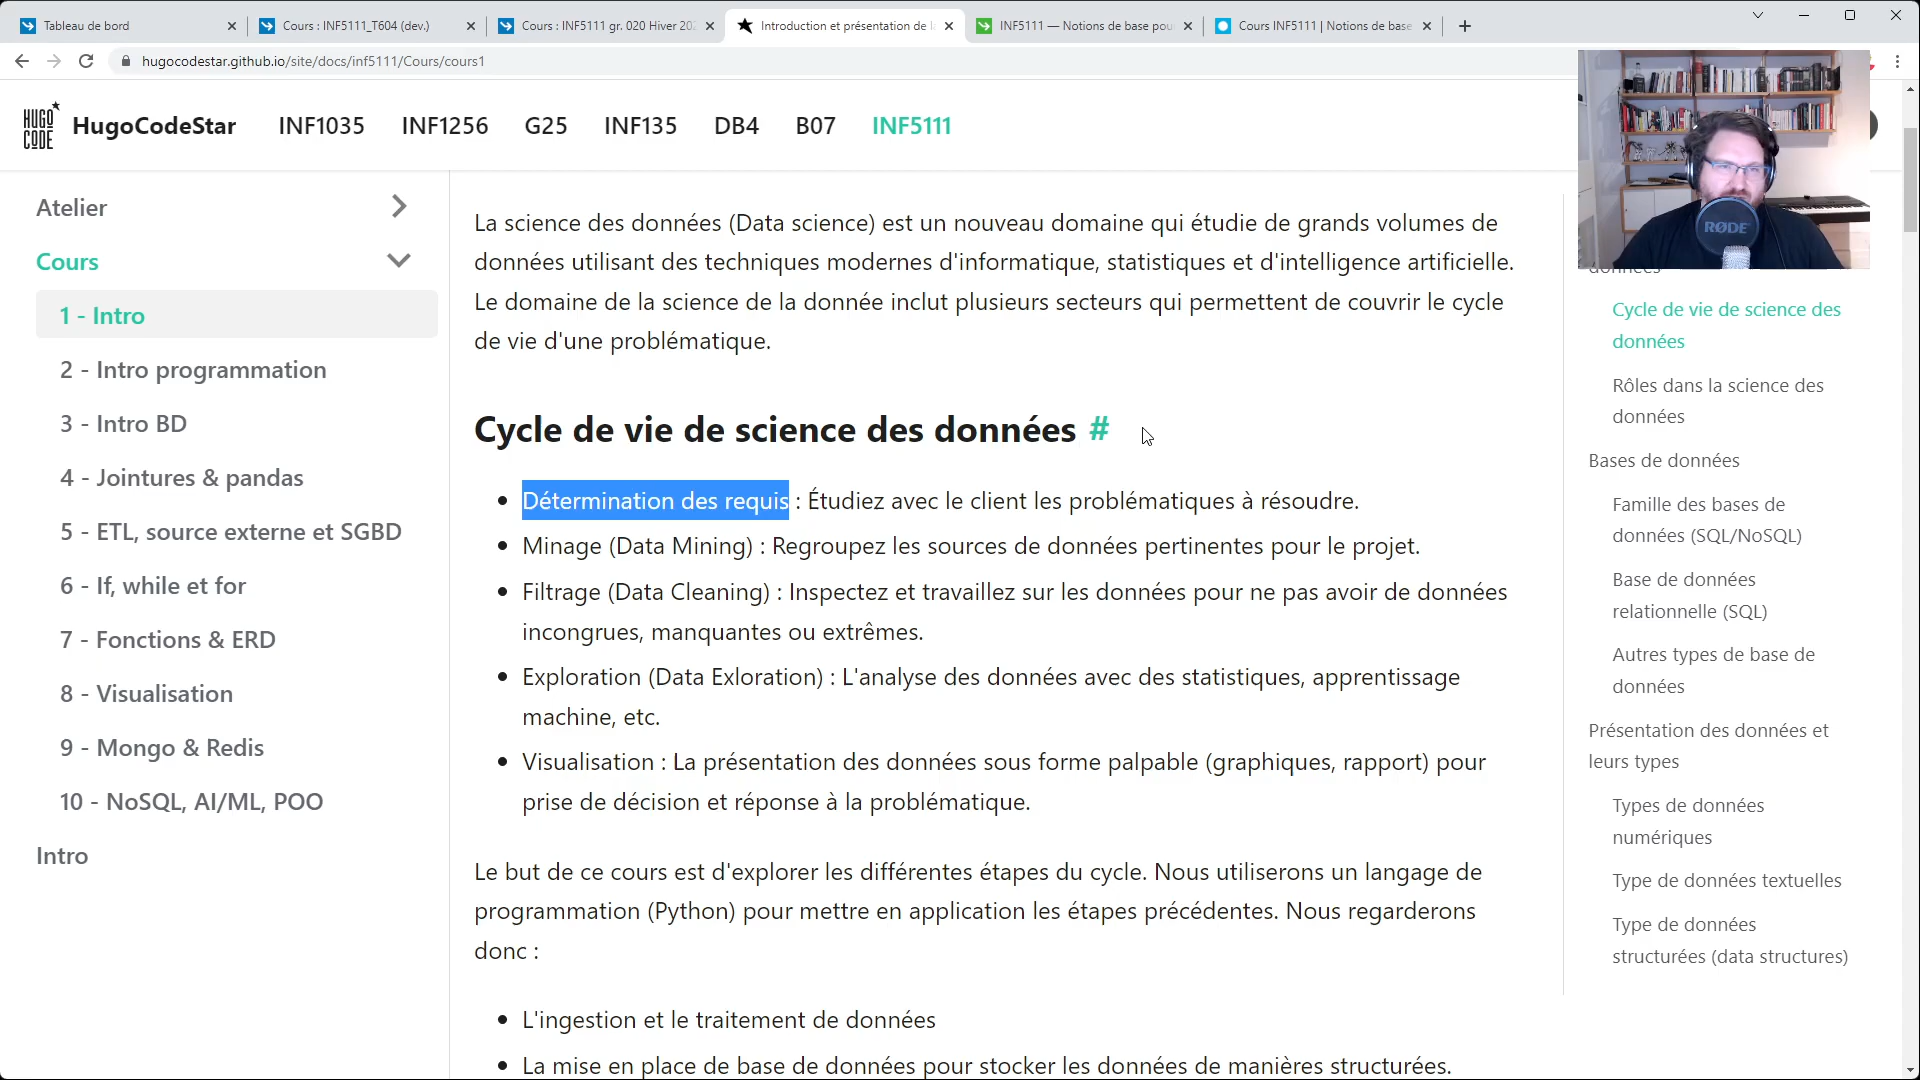 Tableau de bord
Cours : INF5111_T604 (dev.)
Cours : INF5111 gr. 020 Hiver 202
Introduction et présentation de l
INF5111 — Notions de base pou
Cours INF5111 | Notions de base
hugocodestar.github.io/site/docs/inf5111/Cours/cours1
HUGO
CODE
HugoCodeStar
INF1035
INF1256
G25
INF135
DB4
B07
INF5111
RØDE
Atelier
Cours
1 - Intro
2 - Intro programmation
3 - Intro BD
4 - Jointures & pandas
5 - ETL, source externe et SGBD
6 - If, while et for
7 - Fonctions & ERD
8 - Visualisation
9 - Mongo & Redis
10 - NoSQL, AI/ML, POO
Intro
La science des données (Data science) est un nouveau domaine qui étudie de grands volumes de
données utilisant des techniques modernes d'informatique, statistiques et d'intelligence artificielle.
Le domaine de la science de la donnée inclut plusieurs secteurs qui permettent de couvrir le cycle
de vie d'une problématique.
Cycle de vie de science des données #
• Détermination des requis : Étudiez avec le client les problématiques à résoudre.
• Minage (Data Mining) : Regroupez les sources de données pertinentes pour le projet.
• Filtrage (Data Cleaning) : Inspectez et travaillez sur les données pour ne pas avoir de données
incongrues, manquantes ou extrêmes.
• Exploration (Data Exloration) : L'analyse des données avec des statistiques, apprentissage
machine, etc.
• Visualisation : La présentation des données sous forme palpable (graphiques, rapport) pour
prise de décision et réponse à la problématique.
Le but de ce cours est d'explorer les différentes étapes du cycle. Nous utiliserons un langage de
programmation (Python) pour mettre en application les étapes précédentes. Nous regarderons
donc :
• L'ingestion et le traitement de données
• La mise en place de base de données pour stocker les données de manières structurées.
données
Cycle de vie de science des
données
Rôles dans la science des
données
Bases de données
Famille des bases de
données (SQL/NoSQL)
Base de données
relationnelle (SQL)
Autres types de base de
données
Présentation des données et
leurs types
Types de données
numériques
Type de données textuelles
Type de données
structurées (data structures)